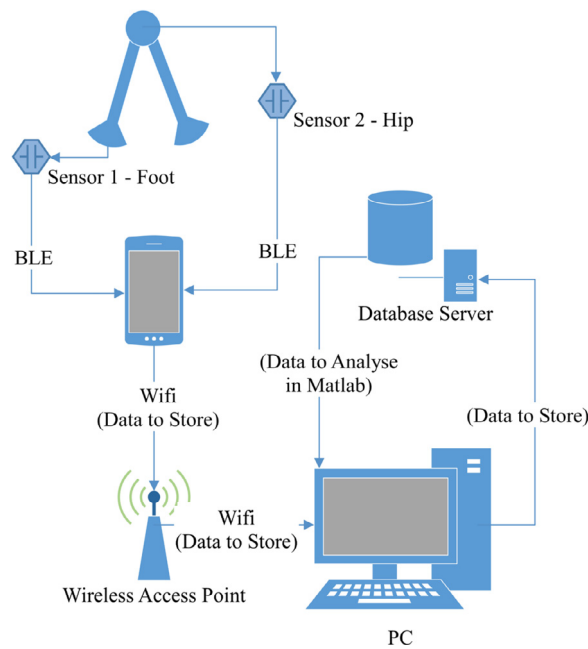 Sensor 2 - Hip
Sensor 1 - Foot
BLE
BLE
Database Server
(Data to Analyse
in Matlab)
Wifi
(Data to Store)
(Data to Store)
Wifi
(Data to Store)
Wireless Access Point
PC